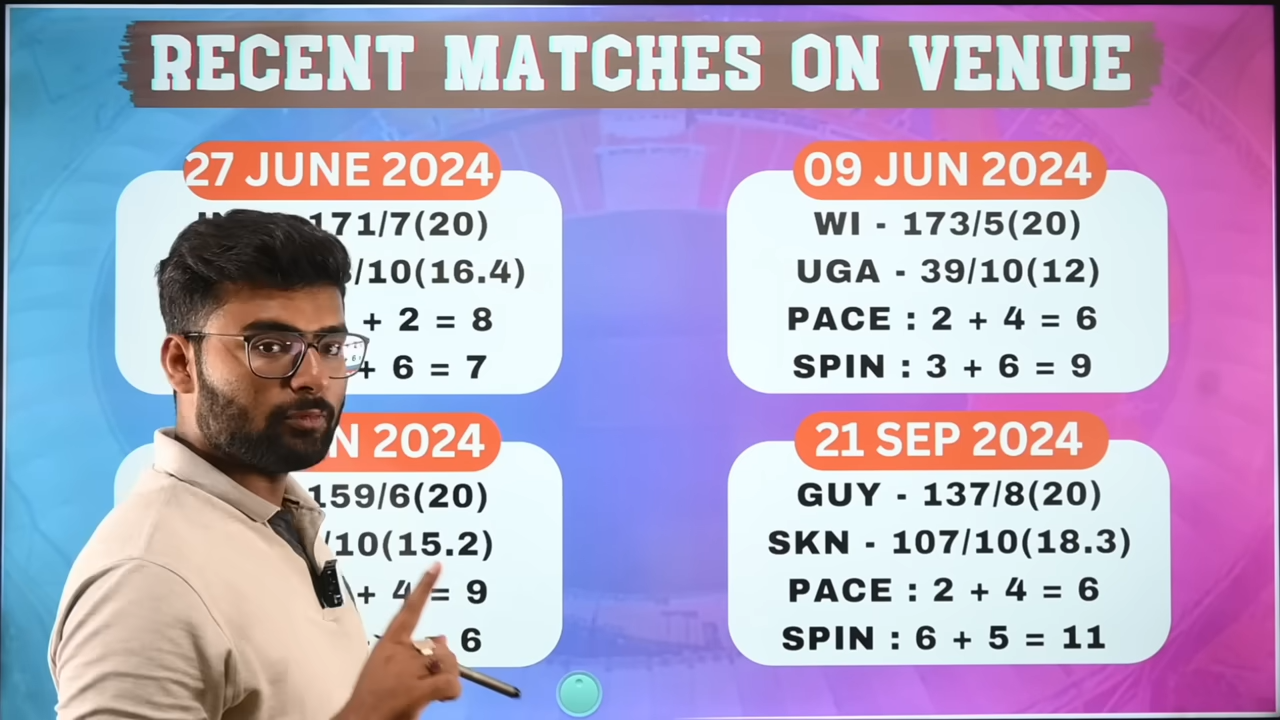 RECENT MATCHES ON VENUE
27 JUNE 2024
171/7(20)
/10(16.4)
+ 2 = 8
+ 6 = 7
09 JUN 2024
WI - 173/5(20)
UGA - 39/10(12)
PACE : 2 + 4 = 6
SPIN : 3 + 6 = 9
N 2024
159/6(20)
/10(15.2)
+ 4 = 9
6
21 SEP 2024
GUY - 137/8(20)
SKN - 107/10(18.3)
PACE : 2 + 4 = 6
SPIN : 6 + 5 = 11